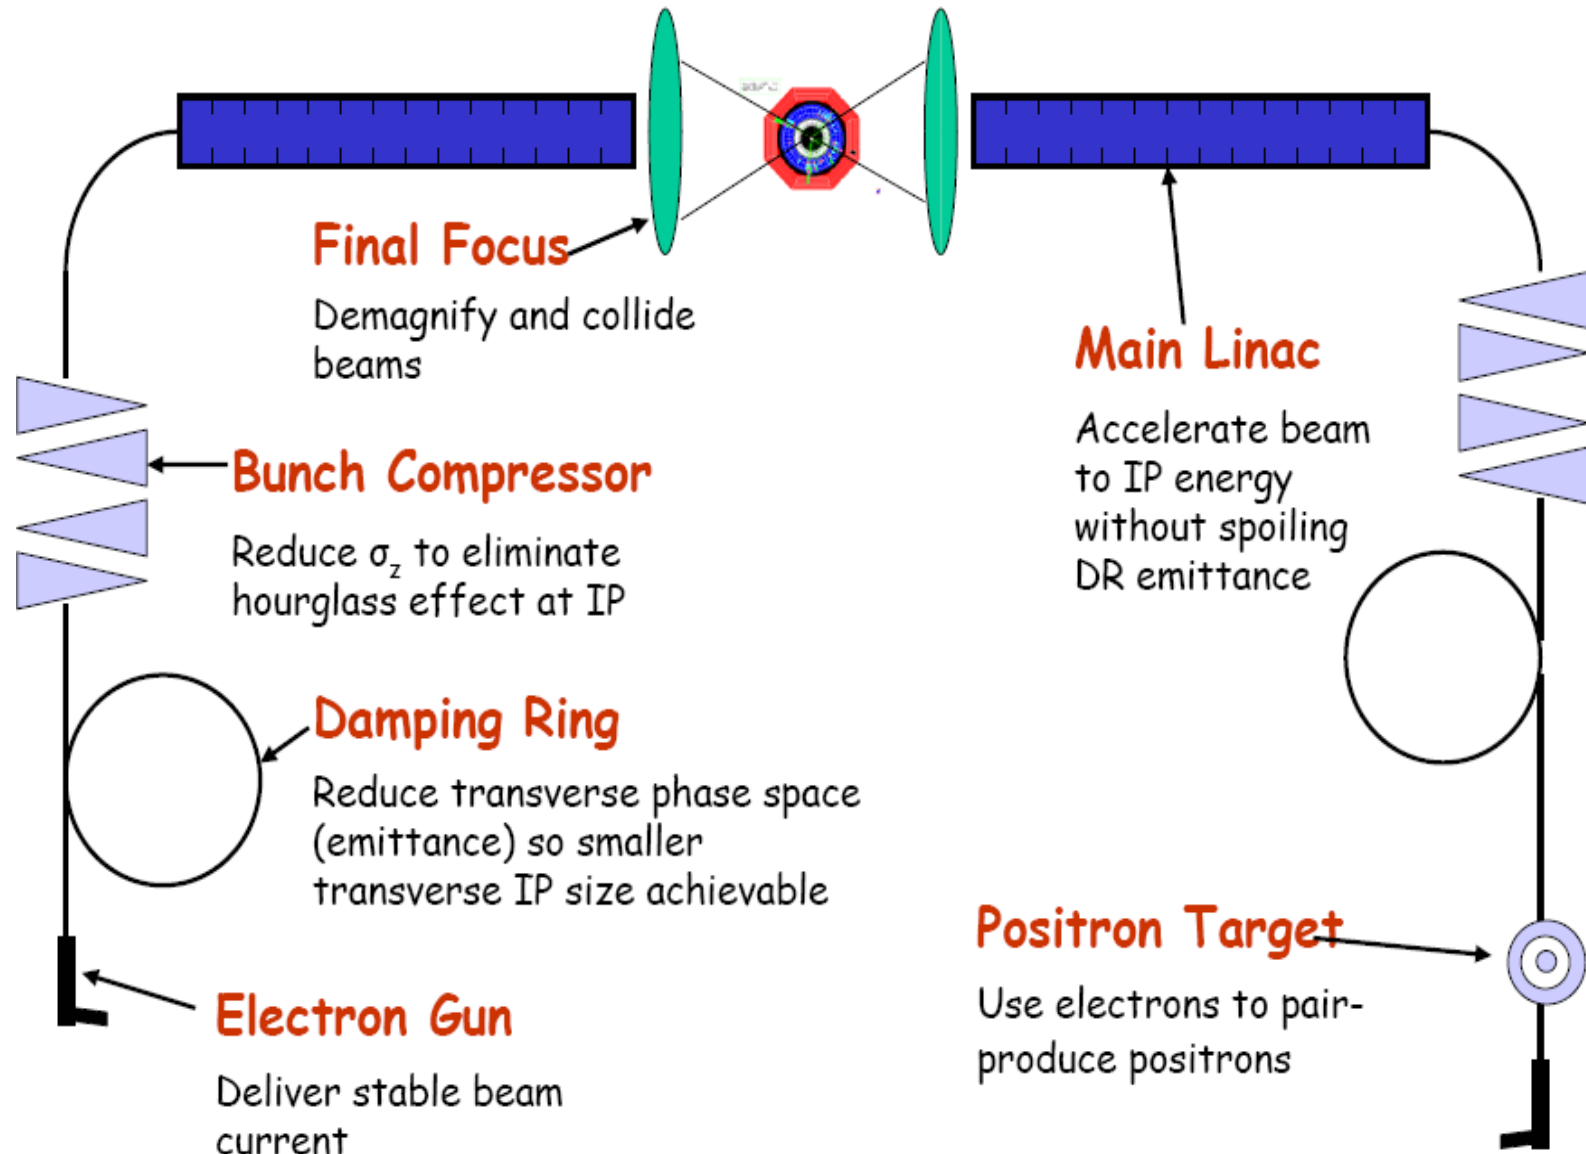 Final Focus
Demagnify and collide
beams
Main Linac
Accelerate beam
to IP energy
without spoiling
DR emittance
Bunch Compressor
Reduce σz to eliminate
hourglass effect at IP
Damping Ring
Reduce transverse phase space
(emittance) so smaller
transverse IP size achievable
Positron Target
Use electrons to pair-
produce positrons
Electron Gun
Deliver stable beam
current